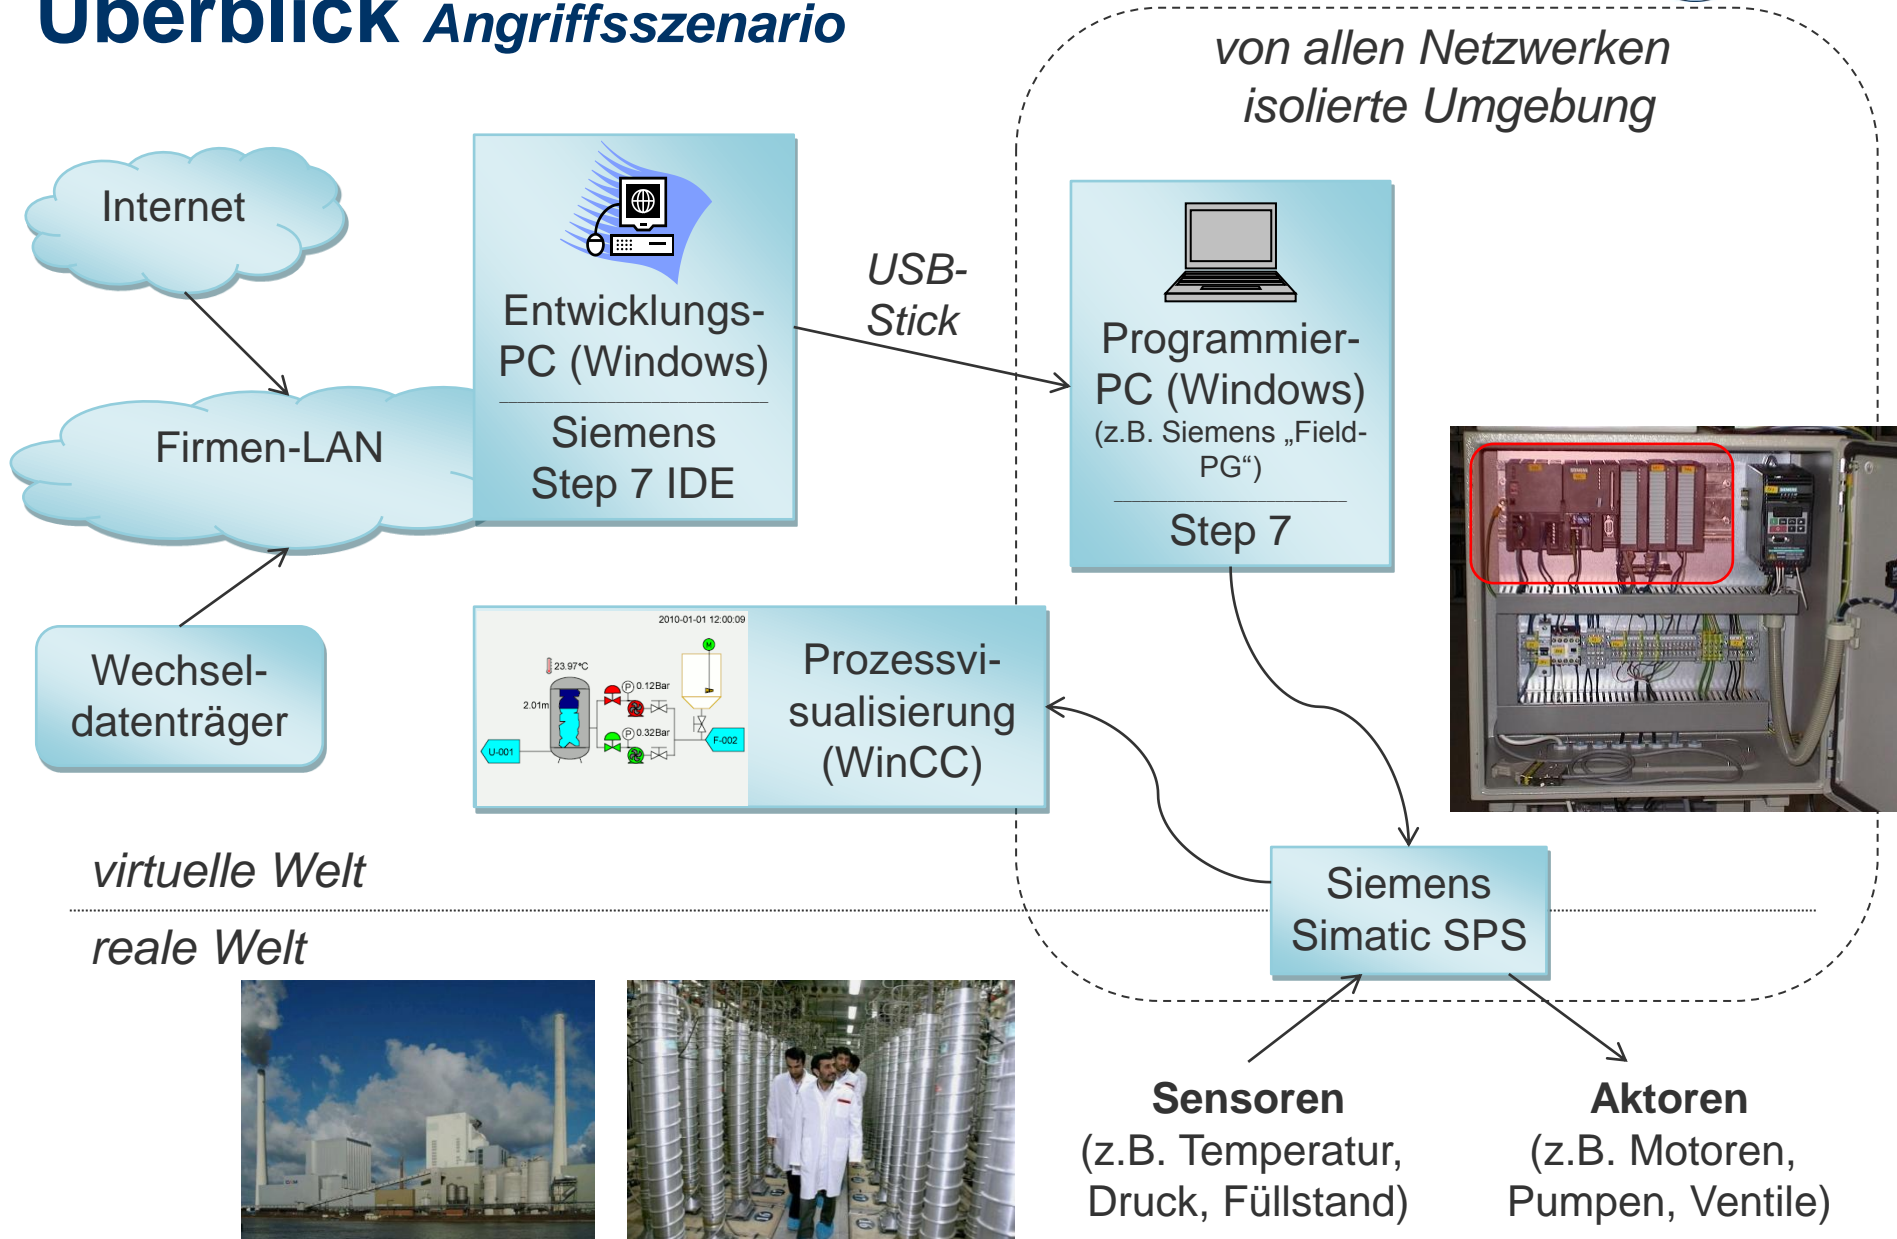 Überblick Angriffsszenario
von allen Netzwerken
isolierte Umgebung
Internet
Firmen-LAN
Wechsel-
datenträger
Entwicklungs-
PC (Windows)
Siemens
Step 7 IDE
USB-
Stick
Programmier-
PC (Windows)
(z.B. Siemens „Field-
PG“)
Step 7
2010-01-01 12:00:09
M
23.97°C
P 0.12Bar
2.01m
P 0.32Bar
F-002
U-001
Prozessvi-
sualisierung
(WinCC)
virtuelle Welt
reale Welt
Siemens
Simatic SPS
Sensoren
(z.B. Temperatur,
Druck, Füllstand)
Aktoren
(z.B. Motoren,
Pumpen, Ventile)